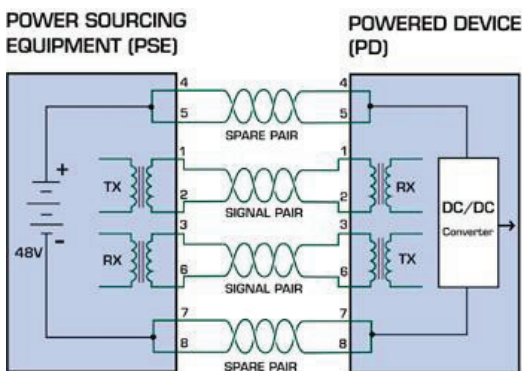 POWER SOURCING
EQUIPMENT (PSE)
POWERED DEVICE
(PD)
4
4
5
5
SPARE PAIR
1
1
TX
RX
2
2
SIGNAL PAIR
+
-
48V
DC/DC
Converter
3
3
RX
TX
6
6
SIGNAL PAIR
7
7
8
8
SPARE PAIR